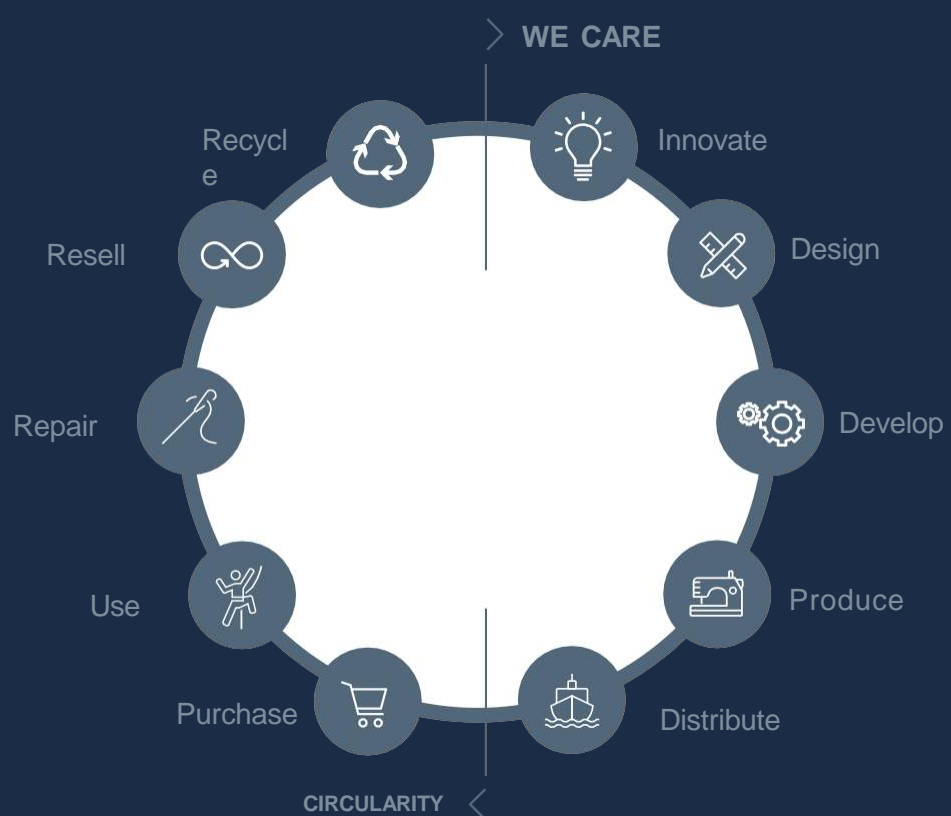 WE CARE
Recycl
e
Innovate
Resell
Design
Repair
Develop
Use
Produce
Purchase
Distribute
CIRCULARITY